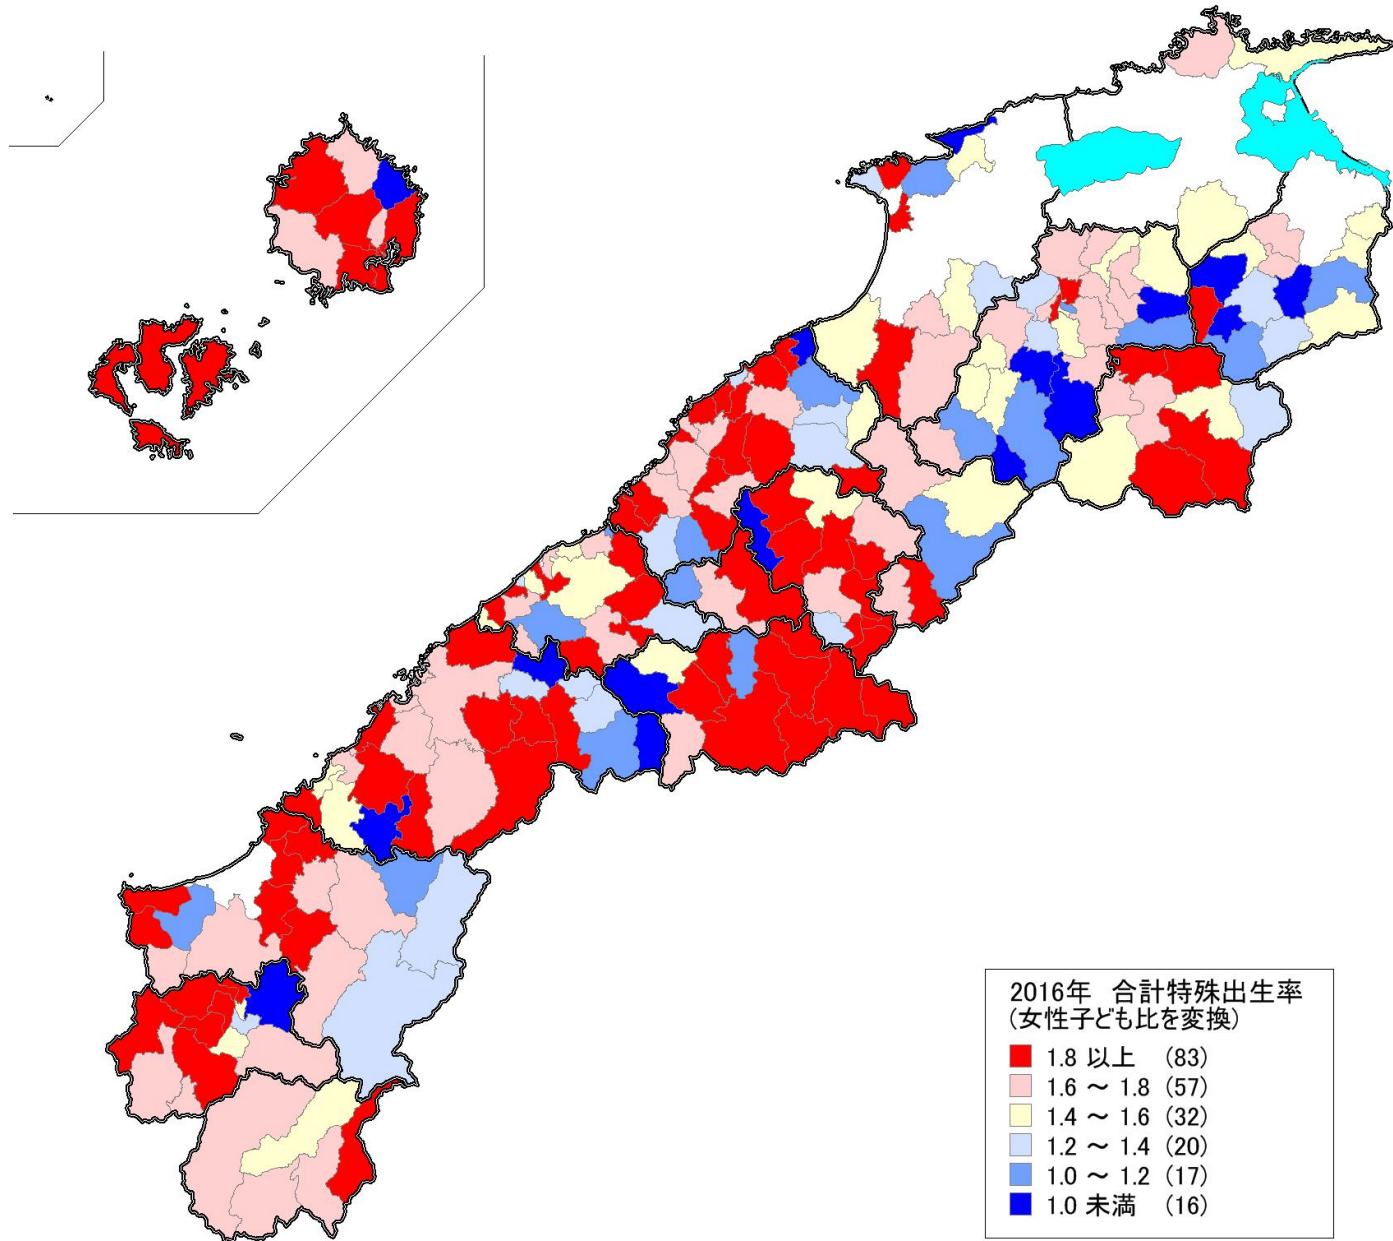 2016年 合計特殊出生率
(女性子ども比を変換)
1.8 以上 (83)
1.6 ～ 1.8 (57)
1.4 ～ 1.6 (32)
1.2 ～ 1.4 (20)
1.0 ～ 1.2 (17)
1.0 未満 (16)